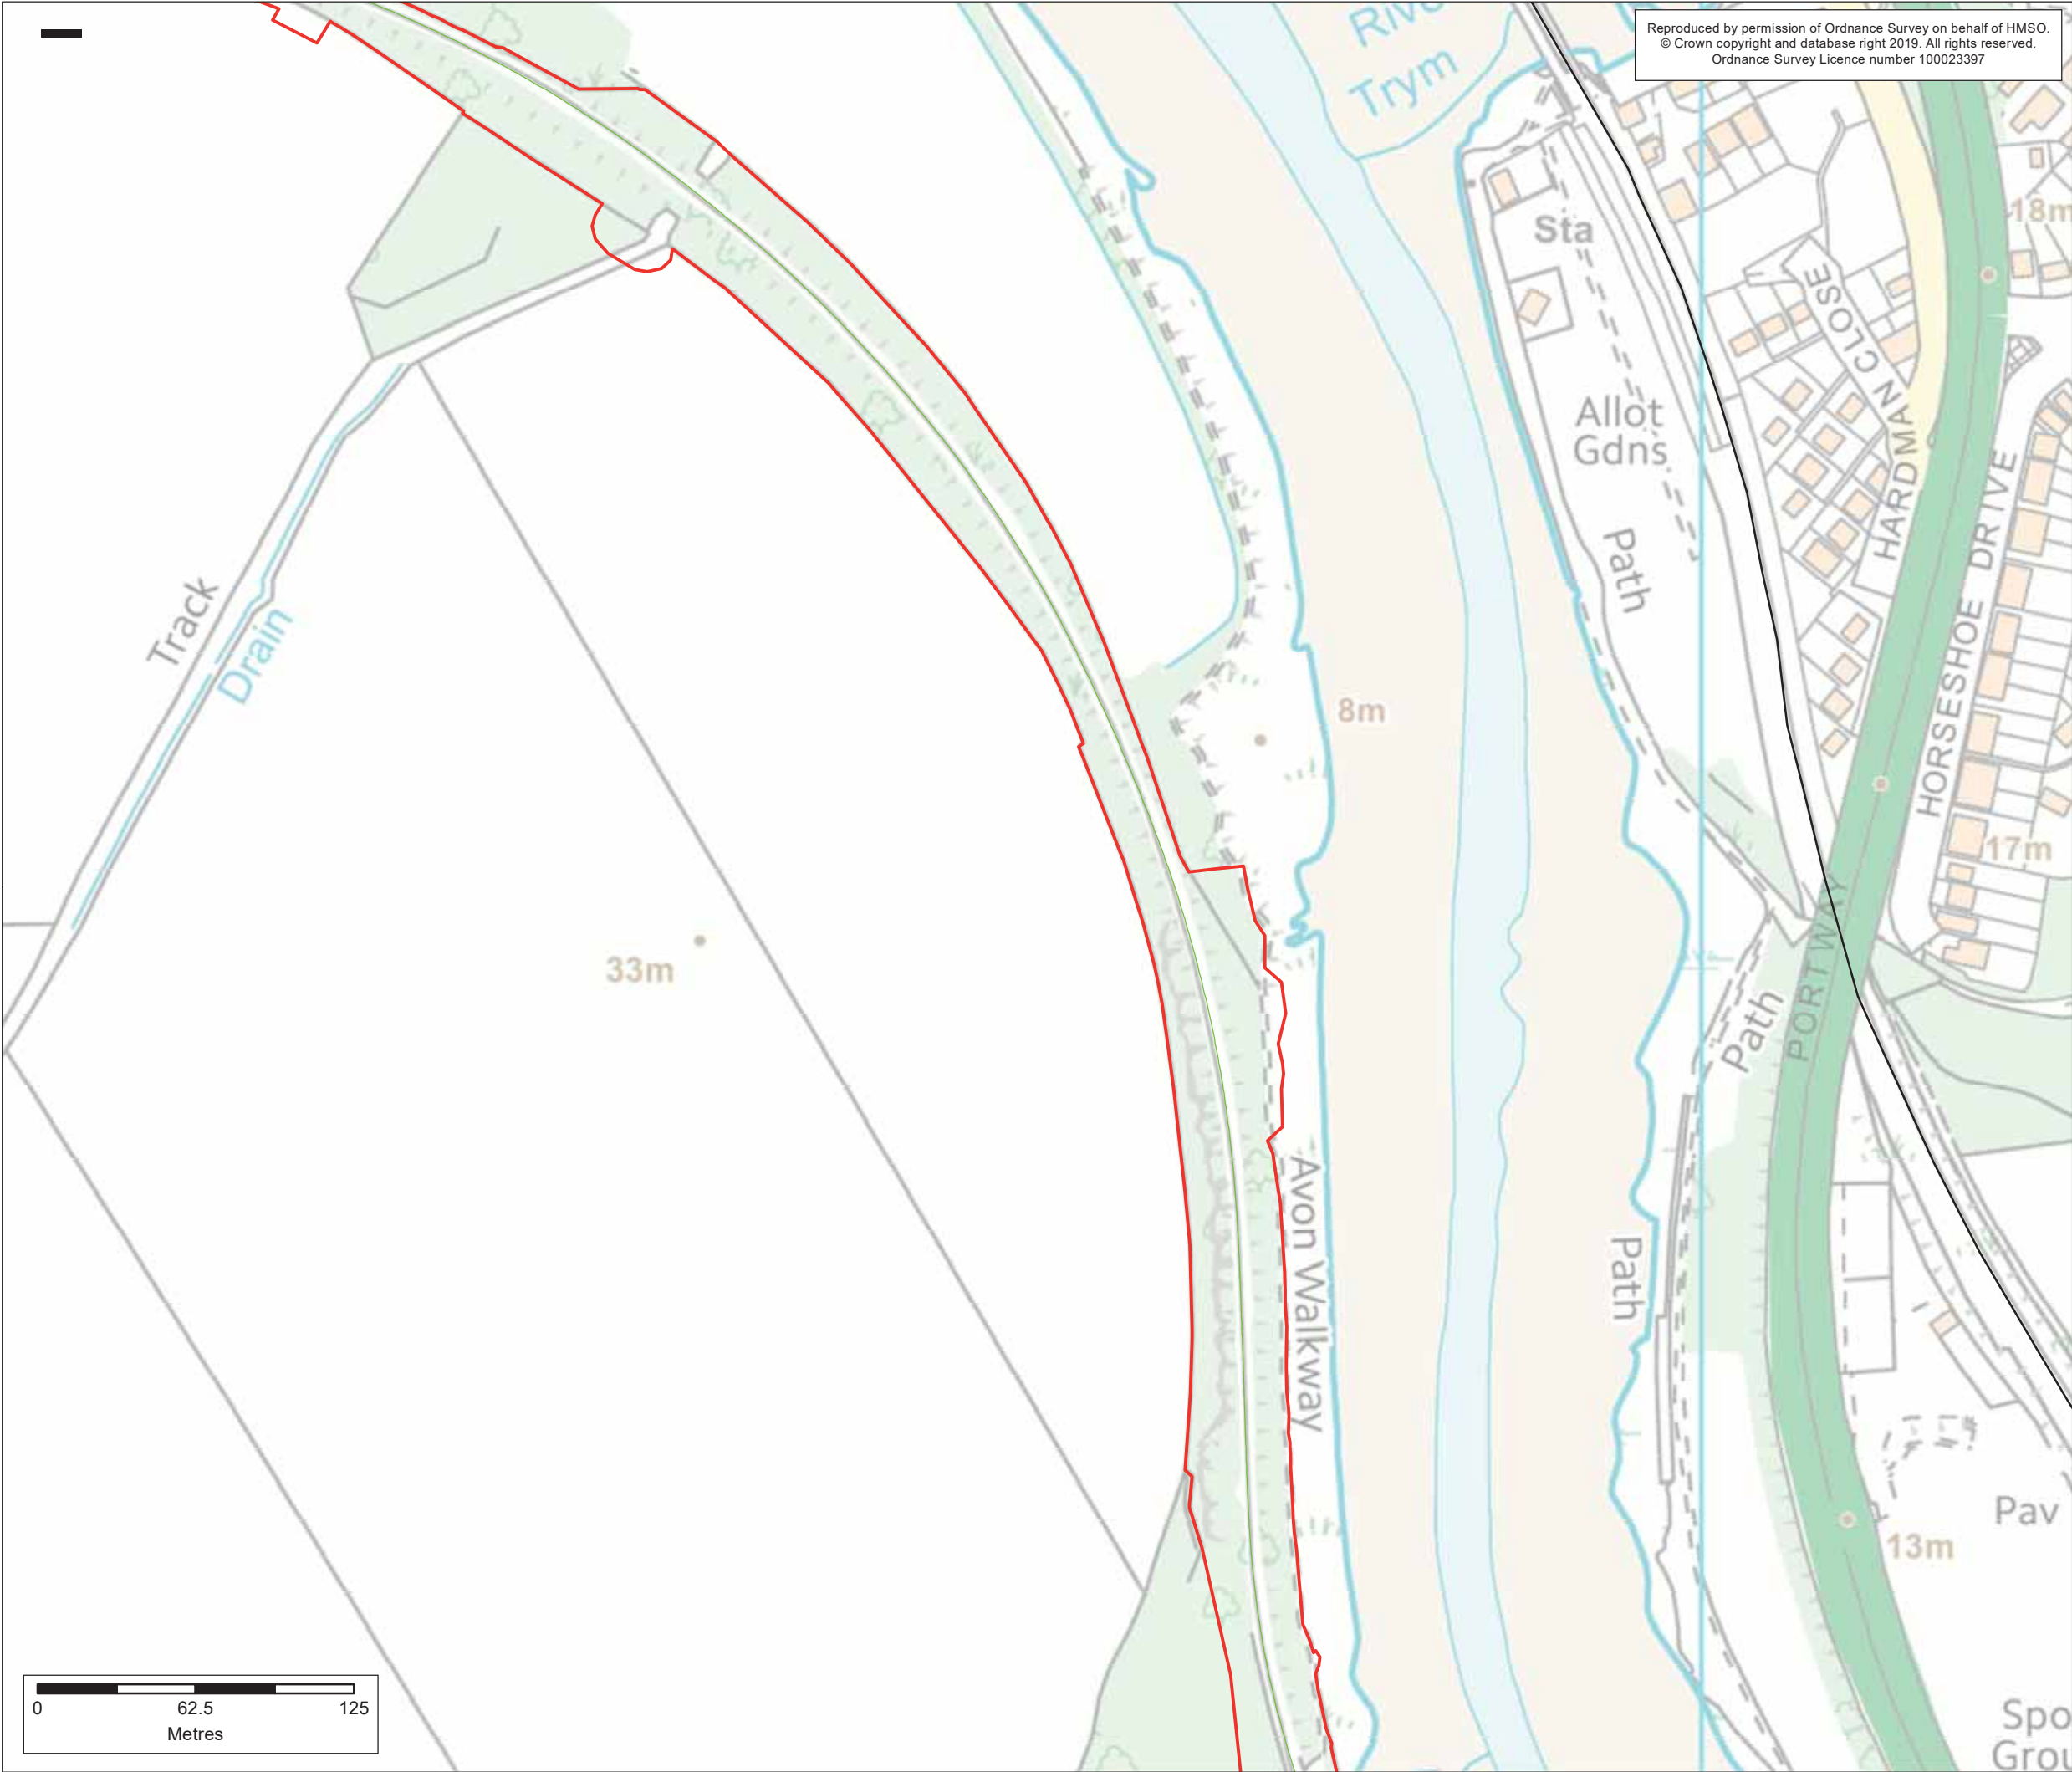 Reproduced by permission of Ordnance Survey on behalf of HMSO.
© Crown copyright and database right 2019. All rights reserved.
Ordnance Survey Licence number 100023397
Trym
18m
Sta
HARDMAN CLOSE
Allot
Gdns
Path
HORSESHOE DRIVE
Track
Drain
8m
17m
33m
PORTWAY
Path
Avon Walkway
Path
Pav
13m
0 62.5 125
Metres
Spo
Grou